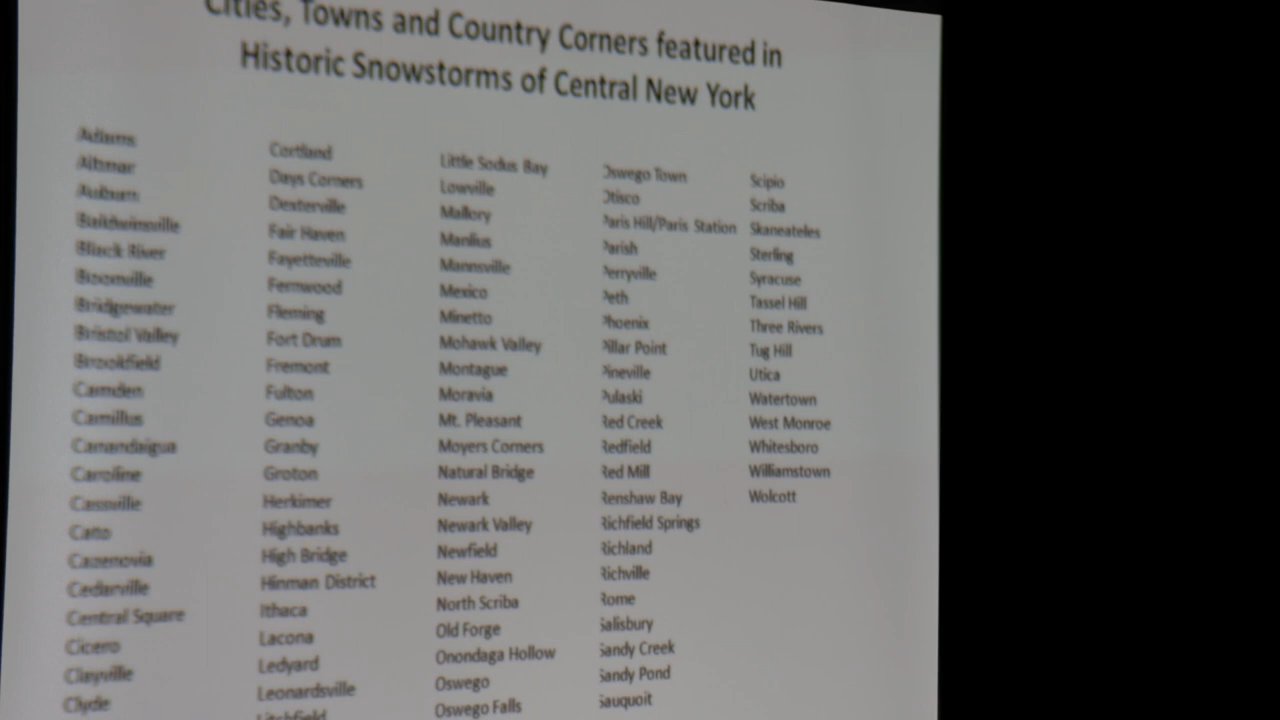 Cities, Towns and Country Corners featured in
Historic Snowstorms of Central New York
Adams
Altmar
Auburn
Baldwinsville
Black River
Boonville
Bridgewater
Bristol Valley
Brookfield
Camden
Camillus
Canandaigua
Caroline
Cassville
Cato
Cazenovia
Cedarville
Central Square
Cicero
Clayville
Clyde
Cortland
Days Corners
Dexterville
Fair Haven
Fayetteville
Fernwood
Fleming
Fort Drum
Fremont
Fulton
Genoa
Granby
Groton
Herkimer
Highbanks
High Bridge
Hinman District
Ithaca
Lacona
Ledyard
Leonardsville
Litchfield
Little Sodus Bay
Lowville
Mallory
Manlius
Mannsville
Mexico
Minetto
Mohawk Valley
Montague
Moravia
Mt. Pleasant
Moyers Corners
Natural Bridge
Newark
Newark Valley
Newfield
New Haven
North Scriba
Old Forge
Onondaga Hollow
Oswego
Oswego Falls
Oswego Town
Otisco
Paris Hill/Paris Station
Parish
Perryville
Peth
Phoenix
Pillar Point
Pineville
Pulaski
Red Creek
Redfield
Red Mill
Renshaw Bay
Richfield Springs
Richland
Richville
Rome
Salisbury
Sandy Creek
Sandy Pond
Sauquoit
Scipio
Scriba
Skaneateles
Sterling
Syracuse
Tassel Hill
Three Rivers
Tug Hill
Utica
Watertown
West Monroe
Whitesboro
Williamstown
Wolcott